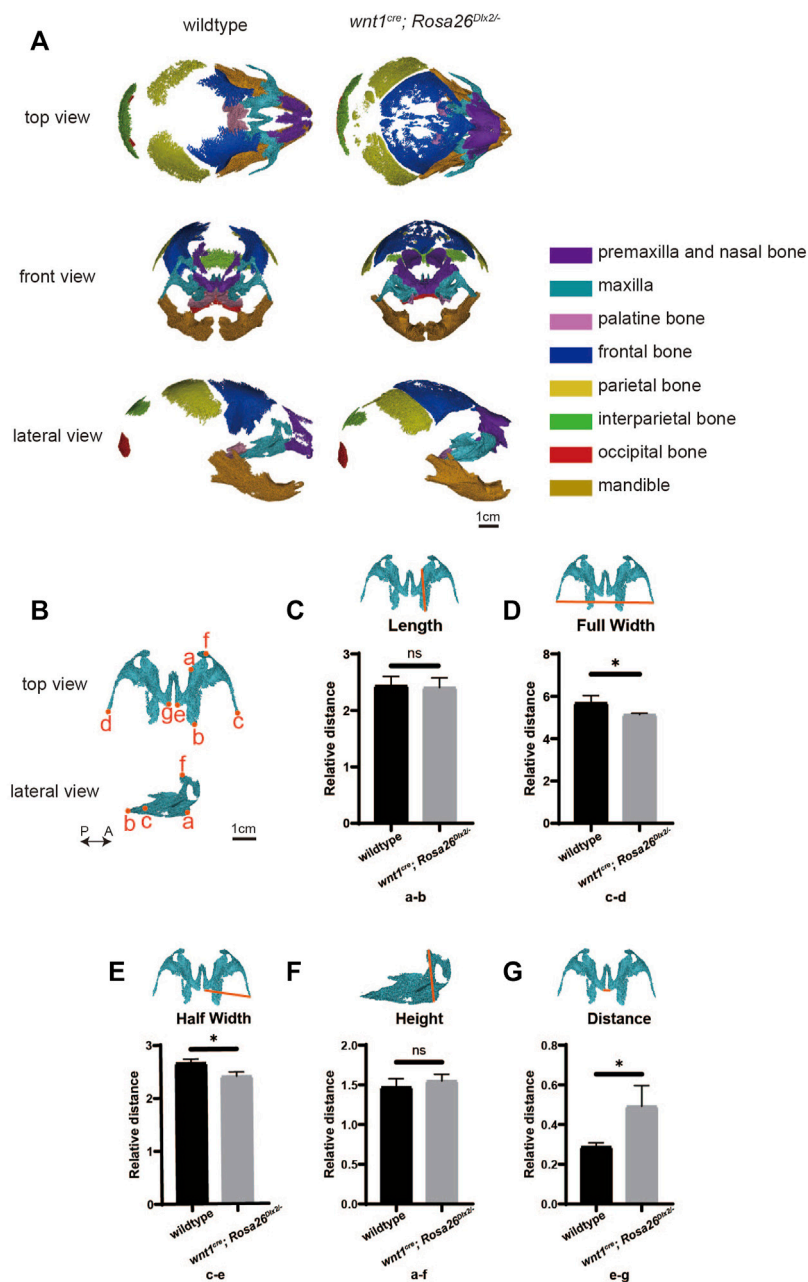 wildtype
wnt1cre; Rosa26Dlx2/-
A
top view
front view
lateral view
premaxilla and nasal bone
maxilla
palatine bone
frontal bone
parietal bone
interparietal bone
occipital bone
mandible
1cm
B
top view
f
a
d
g
e
c
b
lateral view
f
b
c
a
P A
1cm
C
Length
ns
Relative distance
3
2
1
0
wildtype
wnt1cre; Rosa26Dlx2/-
a-b
D
Full Width
*
Relative distance
8
6
4
2
0
wildtype
wnt1cre; Rosa26Dlx2/-
c-d
E
Half Width
*
Relative distance
3
2
1
0
wildtype
wnt1cre; Rosa26Dlx2/-
c-e
F
Height
ns
Relative distance
2.0
1.5
1.0
0.5
0.0
wildtype
wnt1cre; Rosa26Dlx2/-
a-f
G
Distance
*
Relative distance
0.8
0.6
0.4
0.2
0.0
wildtype
wnt1cre; Rosa26Dlx2/-
e-g